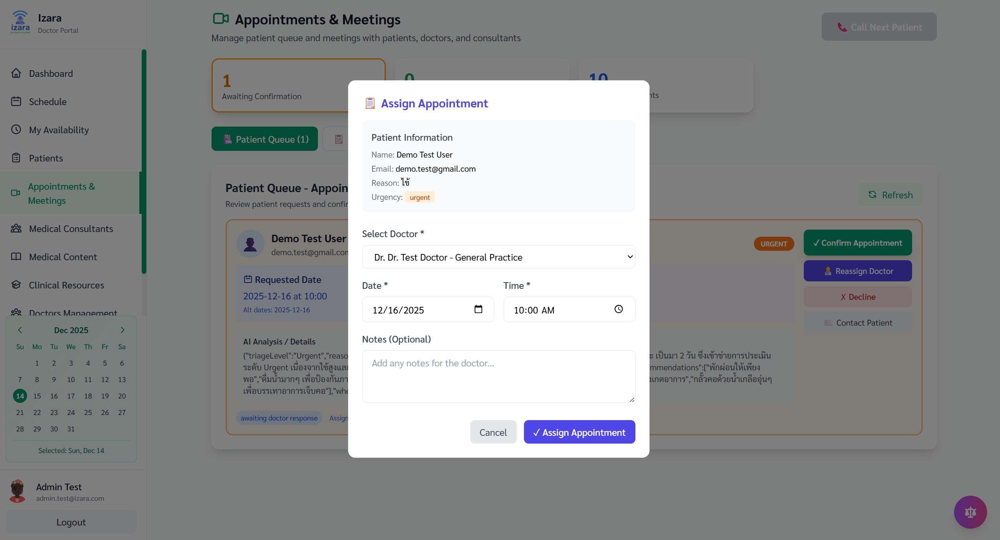 izara
your doctor anywhere
Izara
Doctor Portal
Dashboard
Schedule
My Availability
Patients
Appointments &
Meetings
Medical Consultants
Medical Content
Clinical Resources
Doctors Management
Dec 2025
Su Mo Tu We Th Fr Sa
1 2 3 4 5 6
7 8 9 10 11 12 13
14 15 16 17 18 19 20
21 22 23 24 25 26 27
28 29 30 31
Selected: Sun, Dec 14
Admin Test
admin.test@izara.com
Logout
Appointments & Meetings
Manage patient queue and meetings with patients, doctors, and consultants
Call Next Patient
1
Awaiting Confirmation
0
10
Patient Queue (1)
Patient Queue - Appoin
Review patient requests and confir
Refresh
Demo Test User
demo.test@gmail.com
URGENT
✓ Confirm Appointment
Reassign Doctor
✗ Decline
Contact Patient
Requested Date
2025-12-16 at 10:00
Alt dates: 2025-12-16
AI Analysis / Details
{"triageLevel":"Urgent","reaso
ะ เป็นมา 2 วัน ซึ่งเข้าข่ายการประเมิน
ระดับ Urgent เนื่องจากไข้สูงและ
mmendations":["พักผ่อนให้เพียง
พอ","ดื่มน้ำมากๆ เพื่อป้องกันภา
งเกตอาการ","กลั้วคอด้วยน้ำเกลืออุ่นๆ
เพื่อบรรเทาอาการเจ็บคอ"],"whe
awaiting doctor response
Assign
Assign Appointment
Patient Information
Name: Demo Test User
Email: demo.test@gmail.com
Reason: ไข้
Urgency: urgent
Select Doctor *
Dr. Dr. Test Doctor - General Practice
Date *
Time *
12/16/2025
10:00 AM
Notes (Optional)
Add any notes for the doctor...
Cancel
✓ Assign Appointment